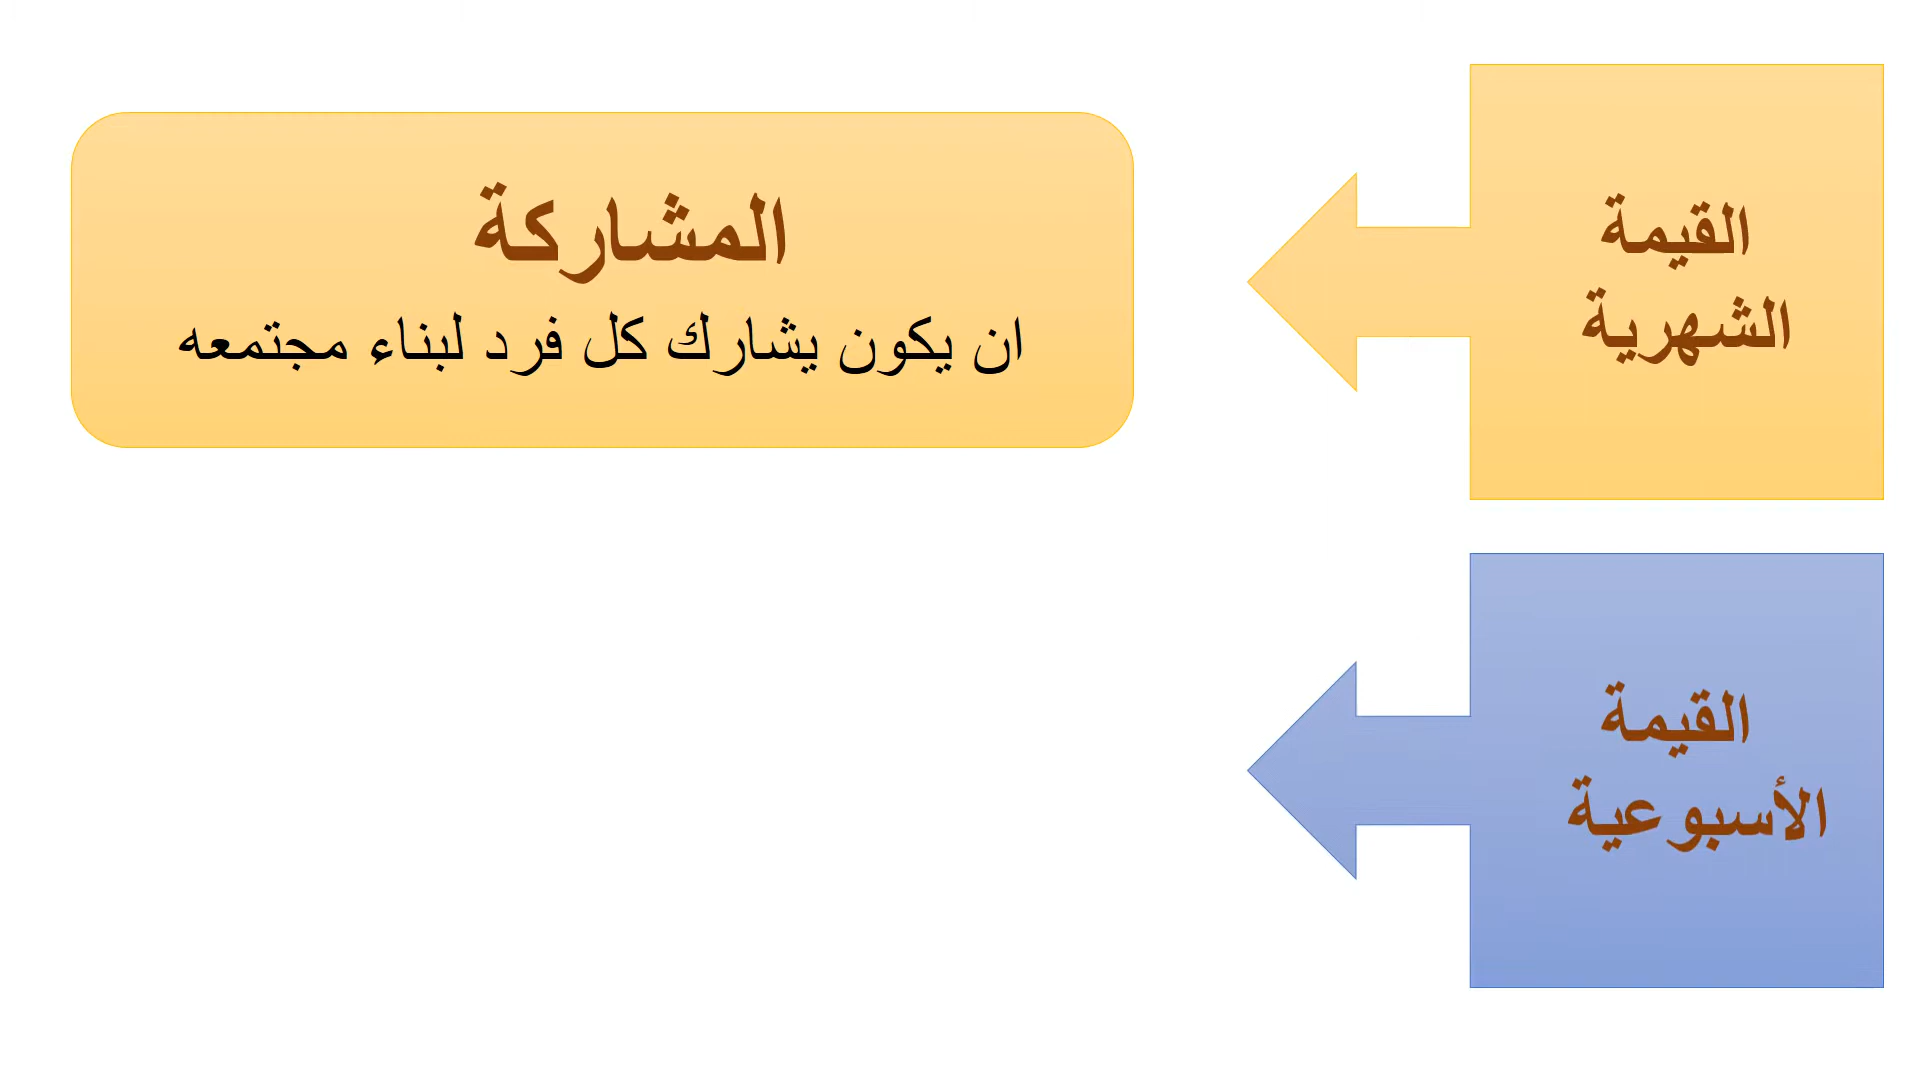 القيمة
الشهرية
المشاركة
ان يكون يشارك كل فرد لبناء مجتمعه
القيمة
الأسبوعية